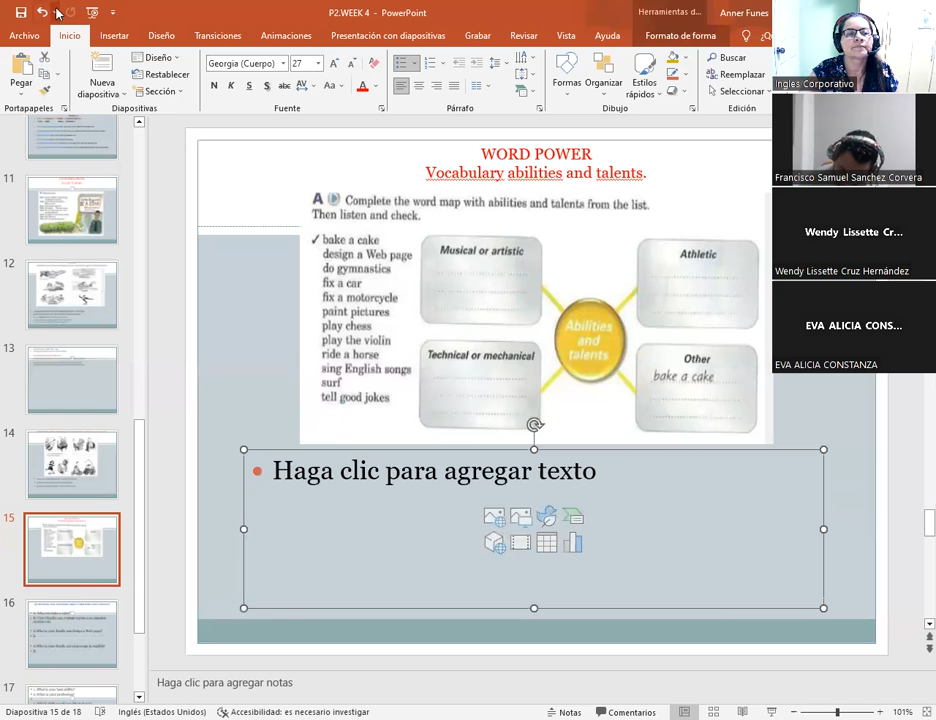 P2.WEEK 4 - PowerPoint
Herramientas d...
Anner Funes
Archivo
Inicio
Insertar
Diseño
Transiciones
Animaciones
Presentación con diapositivas
Grabar
Revisar
Vista
Ayuda
Formato de forma
Pegar
Nueva diapositiva
Diseño
Restablecer
Sección
Georgia (Cuerpo)
27
N K S abc AV Aa A
Formas
Organizar
Estilos rápidos
Buscar
Reemplazar
Seleccionar
Portapapeles
Diapositivas
Fuente
Párrafo
Dibujo
Edición
Ingles Corporativo
Francisco Samuel Sanchez Corvera
Wendy Lissette Cr...
Wendy Lissette Cruz Hernández
EVA ALICIA CONS...
EVA ALICIA CONSTANZA
11
12
13
14
15
16
17
WORD POWER
Vocabulary abilities and talents.
A Complete the word map with abilities and talents from the list.
Then listen and check.
✓ bake a cake
design a Web page
do gymnastics
fix a car
fix a motorcycle
paint pictures
play chess
play the violin
ride a horse
sing English songs
surf
tell good jokes
Musical or artistic
Athletic
Abilities
and
talents
Technical or mechanical
Other
bake a cake
• Haga clic para agregar texto
Haga clic para agregar notas
Diapositiva 15 de 18
Inglés (Estados Unidos)
Accesibilidad: es necesario investigar
Notas
Comentarios
101%